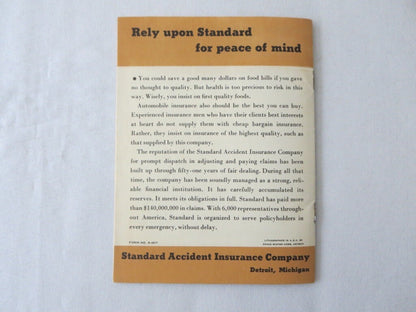 Rely upon Standard
for peace of mind
• You could save a good many dollars on food bills if you gave
no thought to quality. But health is too precious to risk in this
way. Wisely, you insist on first quality foods.
Automobile insurance also should be the best you can buy.
Experienced insurance men who have their clients best interests
at heart do not supply them with cheap bargain insurance.
Rather, they insist on insurance of the highest quality, such as
that supplied by this company.
The reputation of the Standard Accident Insurance Company
for prompt dispatch in adjusting and paying claims has been
built up through fifty-one years of fair dealing. During all that
time, the company has been soundly managed as a strong, reli-
able financial institution. It has carefully accumulated its
reserves. It meets its obligations in full. Standard has paid more
than $140,000,000 in claims. With 6,000 representatives through-
out America, Standard is organized to serve policyholders in
every emergency, without delay.
LITHOGRAPHED IN U.S.A. BY
Standard Accident Insurance Company
Detroit, Michigan